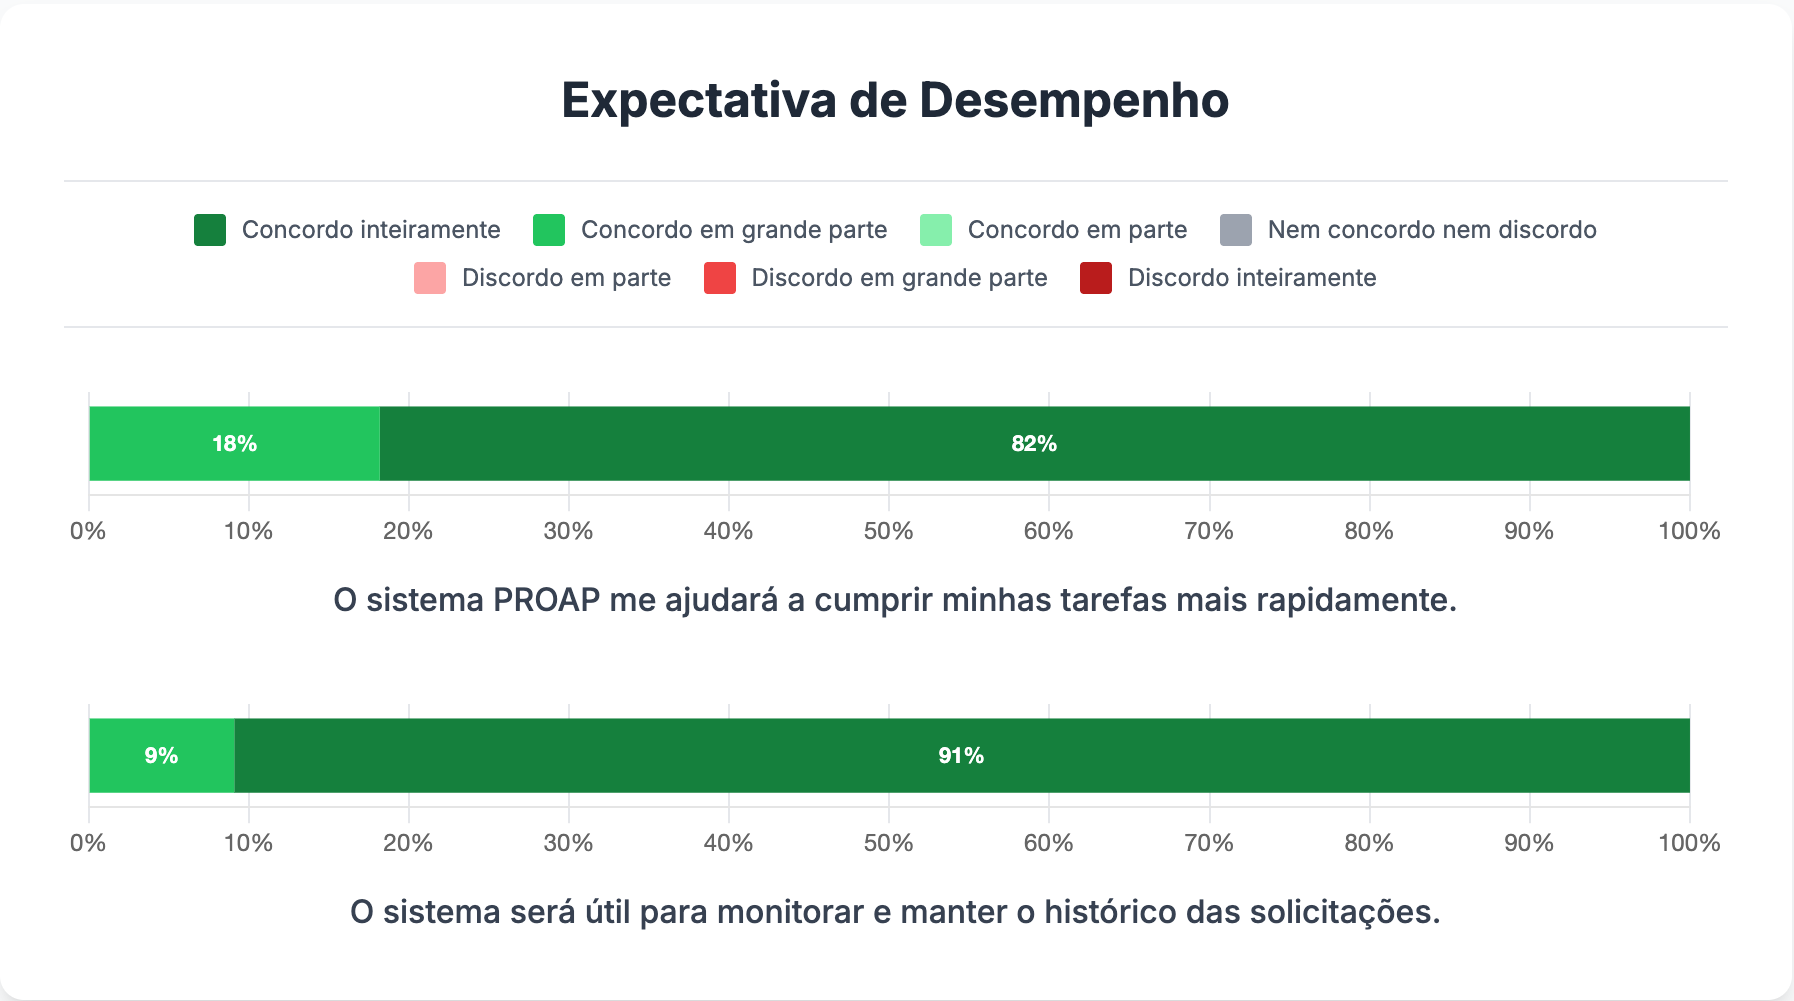 Expectativa de Desempenho
Concordo inteiramente Concordo em grande parte Concordo em parte Nem concordo nem discordo
Discordo em parte Discordo em grande parte Discordo inteiramente
18% 82%
0% 10% 20% 30% 40% 50% 60% 70% 80% 90% 100%
O sistema PROAP me ajudará a cumprir minhas tarefas mais rapidamente.
9% 91%
0% 10% 20% 30% 40% 50% 60% 70% 80% 90% 100%
O sistema será útil para monitorar e manter o histórico das solicitações.